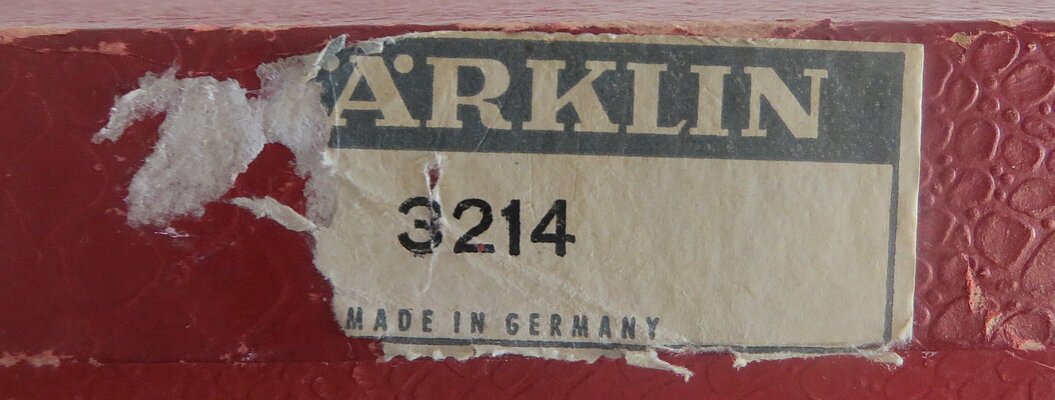 ÄRKLIN
3214
MADE IN GERMANY